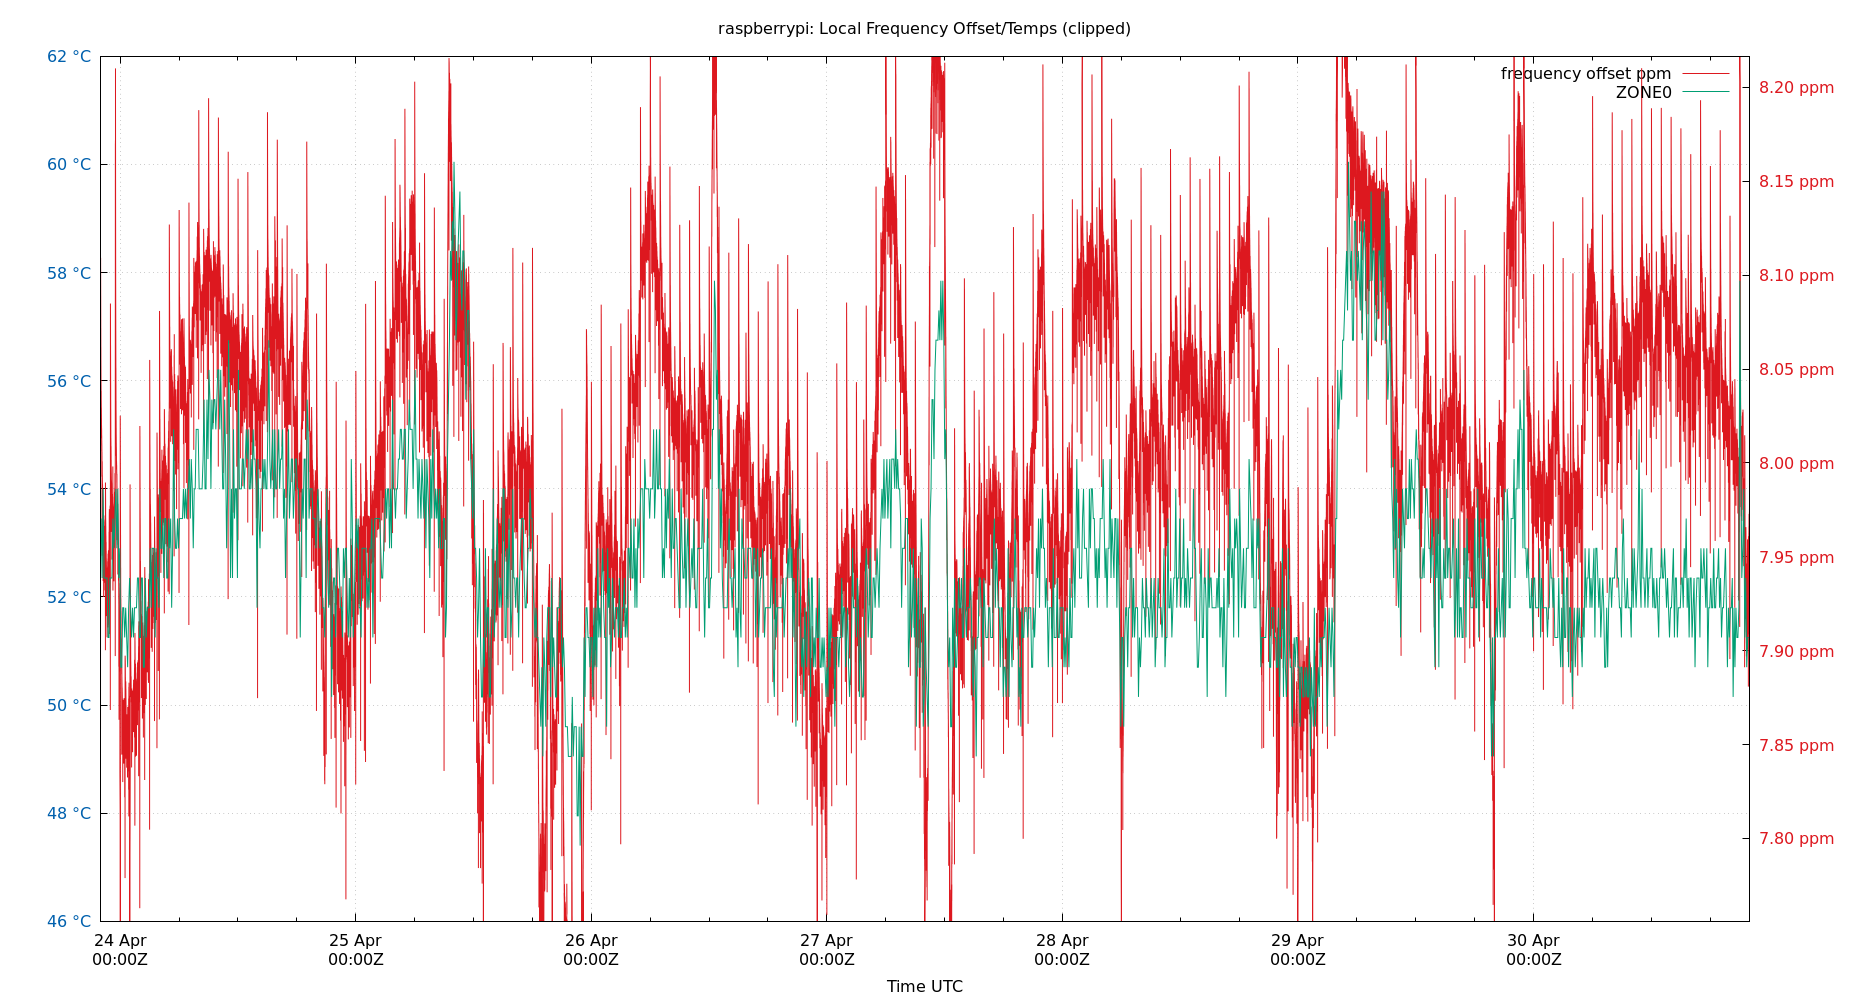 raspberrypi: Local Frequency Offset/Temps (clipped)
62 °C
60 °C
58 °C
56 °C
54 °C
52 °C
50 °C
48 °C
46 °C
frequency offset ppm
ZONE0
8.20 ppm
8.15 ppm
8.10 ppm
8.05 ppm
8.00 ppm
7.95 ppm
7.90 ppm
7.85 ppm
7.80 ppm
24 Apr
00:00Z
25 Apr
00:00Z
26 Apr
00:00Z
27 Apr
00:00Z
28 Apr
00:00Z
29 Apr
00:00Z
30 Apr
00:00Z
Time UTC